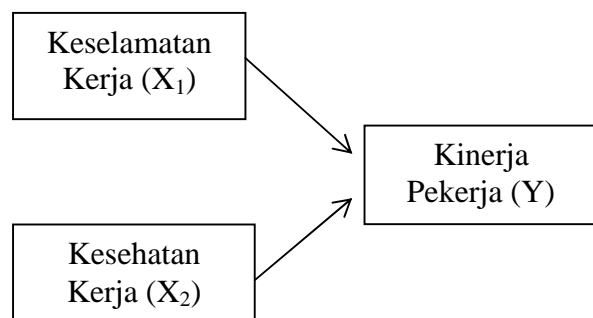 Keselamatan
Kerja (X₁)
Kinerja
Pekerja (Y)
Kesehatan
Kerja (X₂)